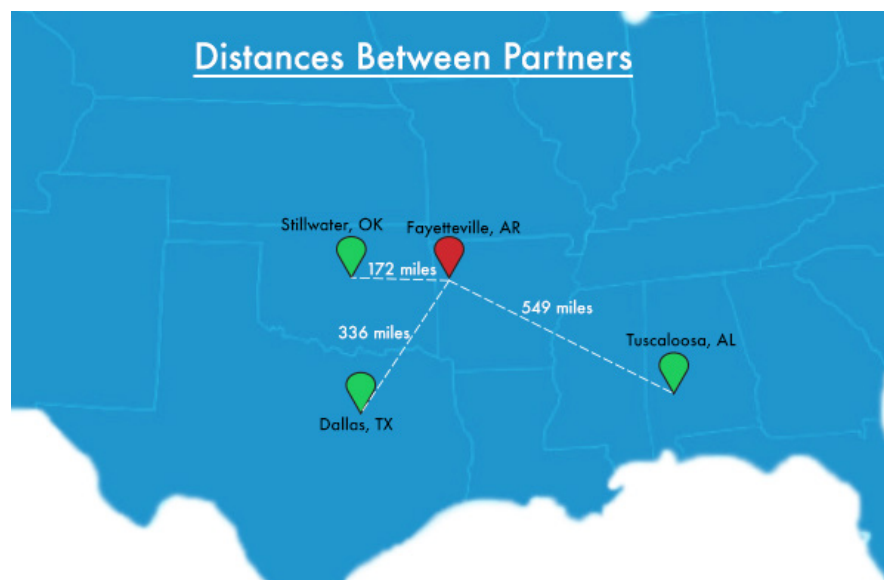 Distances Between Partners
Stillwater, OK
Fayetteville, AR
172 miles
549 miles
336 miles
Tuscaloosa, AL
Dallas, TX